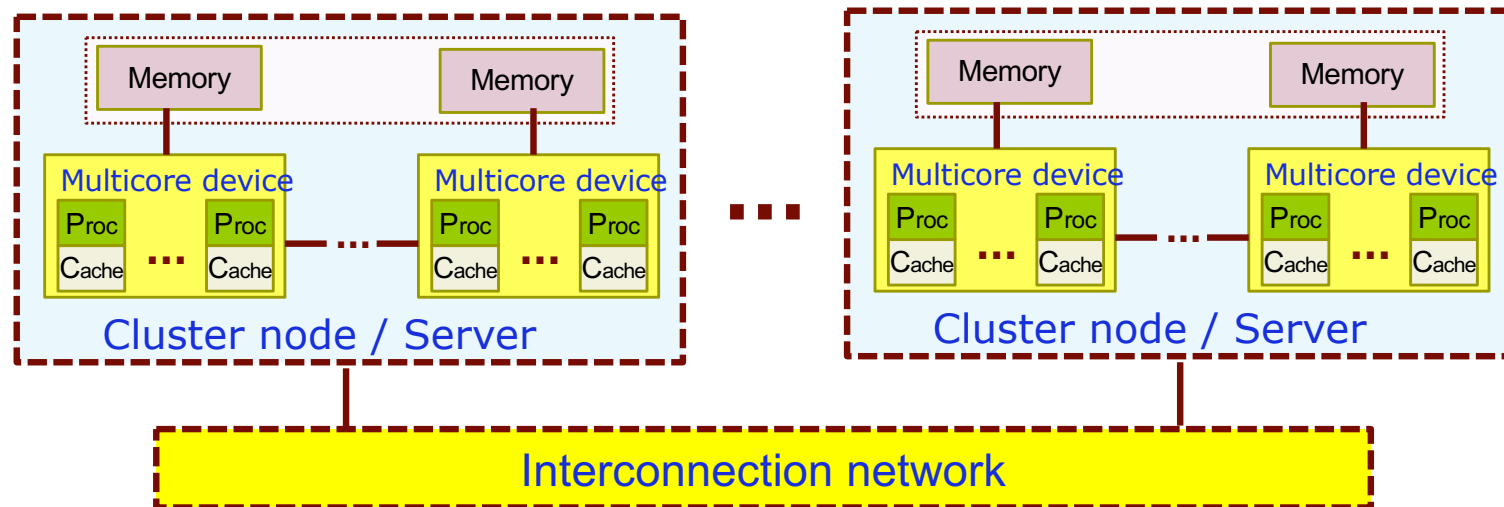 Memory
Memory
Multicore device
Multicore device
Proc
Proc
Proc
Proc
...
...
...
Cache
Cache
Cache
Cache
Cluster node / Server
...
Memory
Memory
Multicore device
Multicore device
Proc
Proc
Proc
Proc
...
...
...
Cache
Cache
Cache
Cache
Cluster node / Server
Interconnection network